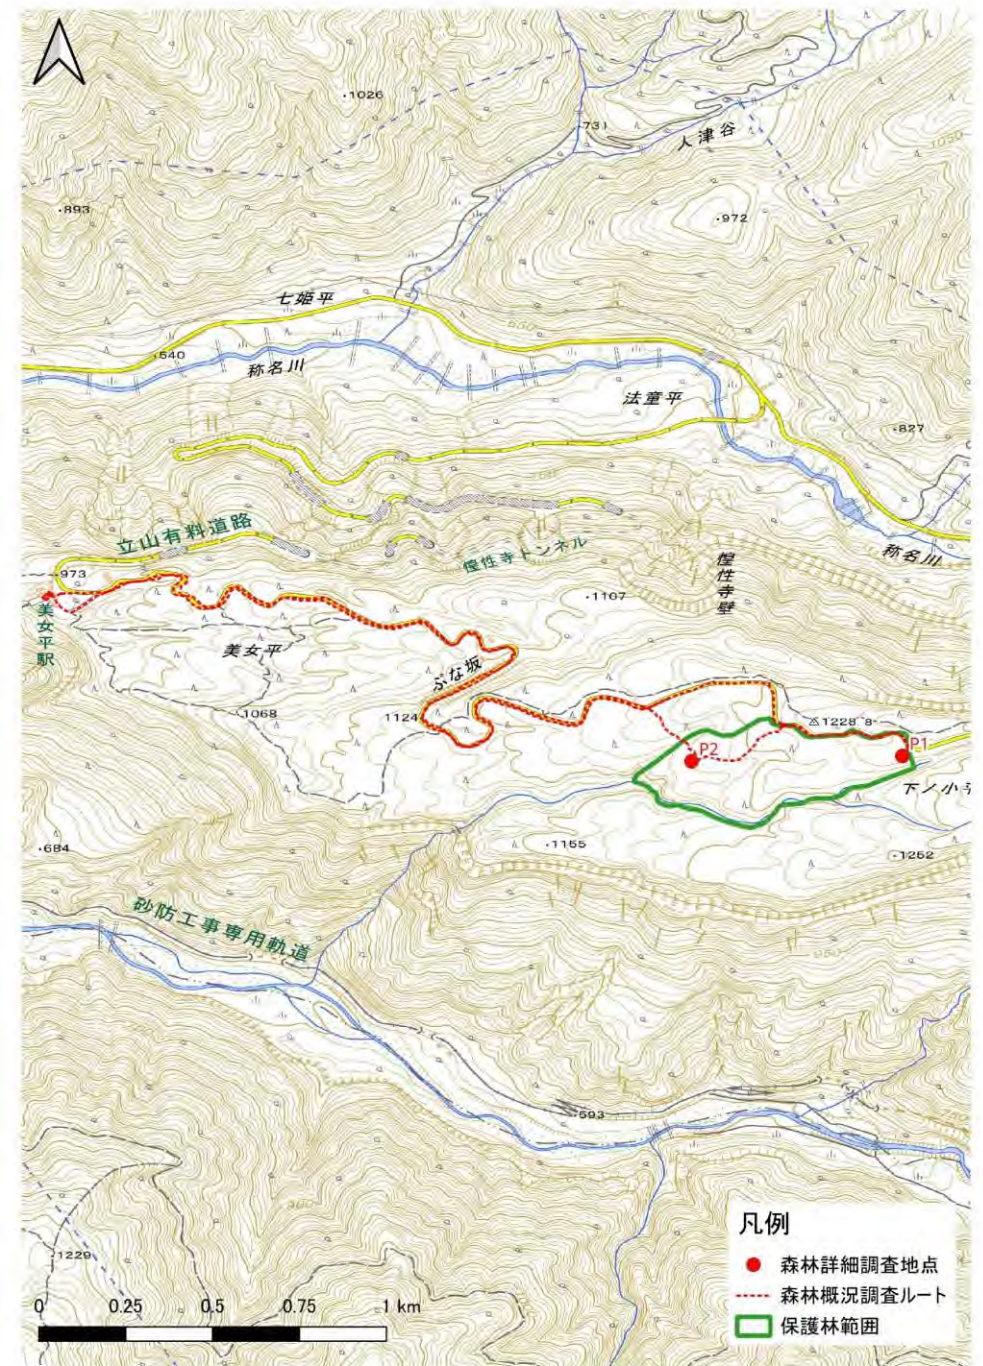 1026
731
人津谷
893
972
七姫平
650
540
称名川
法童平
827
立山有料道路
称名川
惶性寺トンネル
惶性寺壁
973
1107
美女平駅
美女平
ぶな坂
1068
1124
1228
8
P2
P1
684
1155
1252
砂防工事専用軌道
950
593
1229
凡例
森林詳細調査地点
森林概況調査ルート
保護林範囲
0
0.25
0.5
0.75
1 km